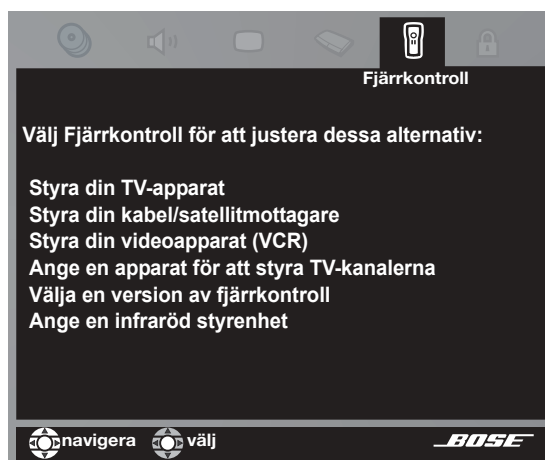 Fjärrkontroll
Välj Fjärrkontroll för att justera dessa alternativ:
Styra din TV-apparat
Styra din kabel/satellitmottagare
Styra din videoapparat (VCR)
Ange en apparat för att styra TV-kanalerna
Välja en version av fjärrkontroll
Ange en infraröd styrenhet
navigera välj BOSE